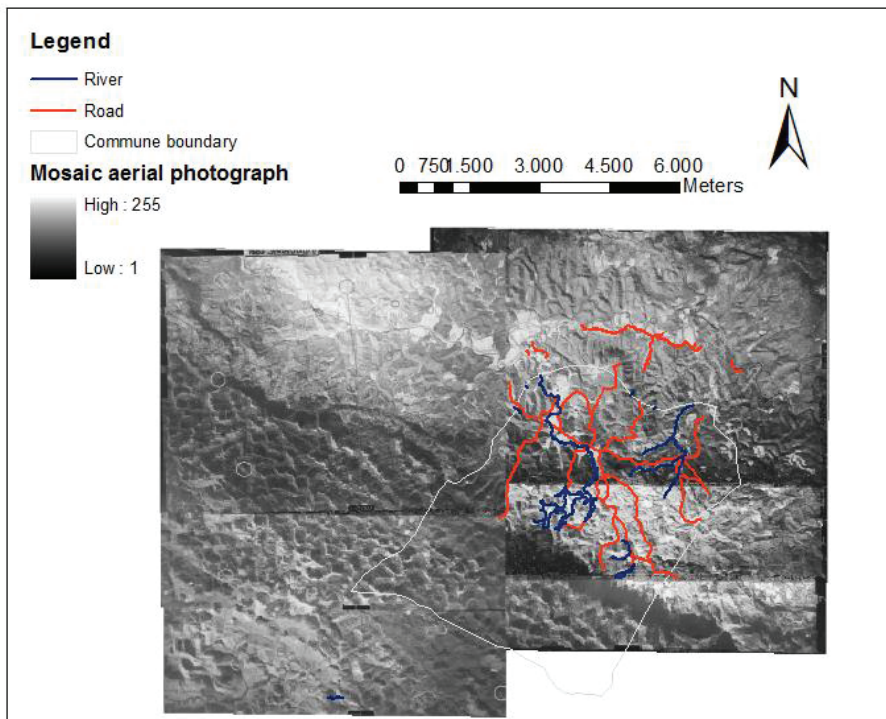 Legend
River
Road
Commune boundary
Mosaic aerial photograph
High : 255
Low : 1
N
0 750 1.500 3.000 4.500 6.000
Meters